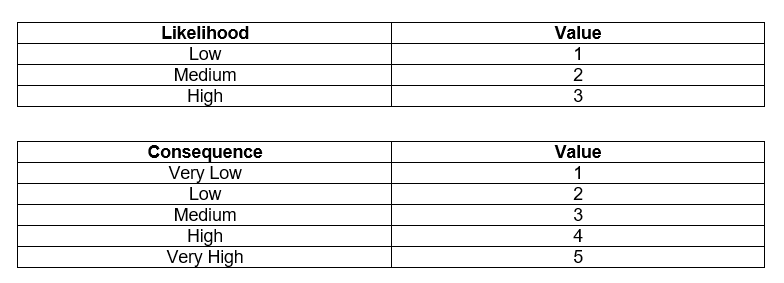 Likelihood Value
Low 1
Medium 2
High 3
Consequence Value
Very Low 1
Low 2
Medium 3
High 4
Very High 5